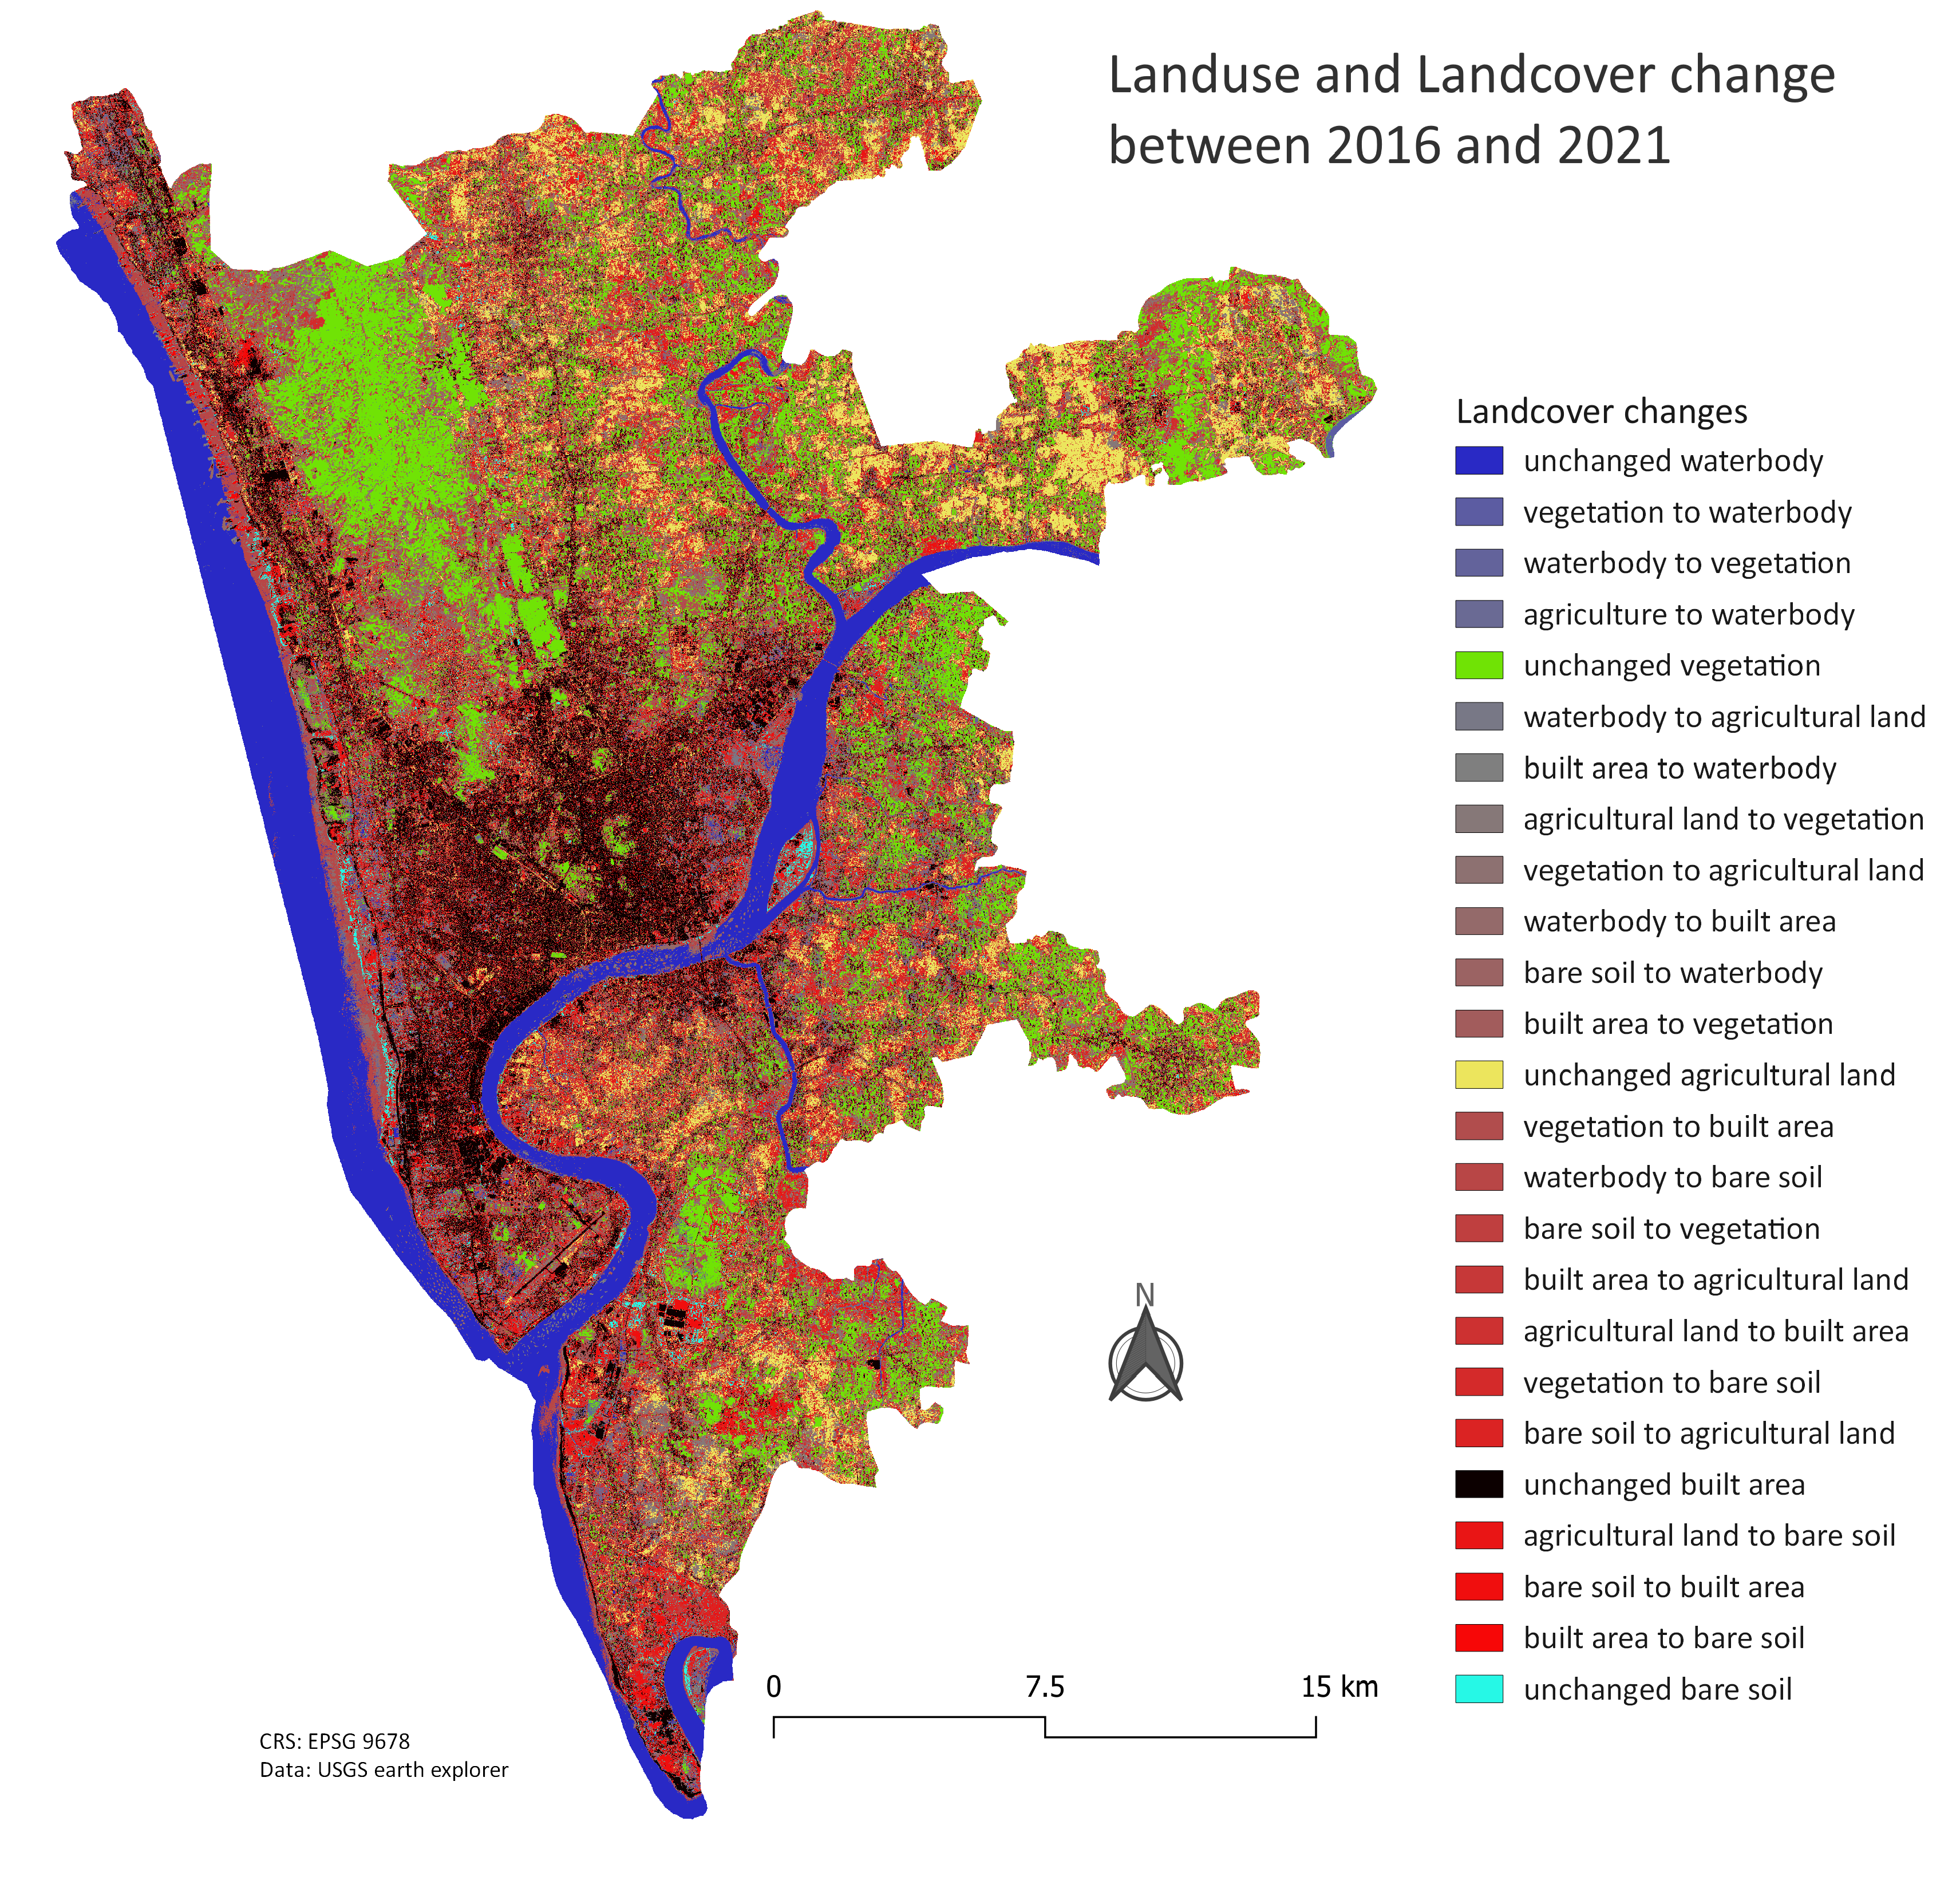 Landuse and Landcover change
between 2016 and 2021
Landcover changes
unchanged waterbody
vegetation to waterbody
waterbody to vegetation
agriculture to waterbody
unchanged vegetation
waterbody to agricultural land
built area to waterbody
agricultural land to vegetation
vegetation to agricultural land
waterbody to built area
bare soil to waterbody
built area to vegetation
unchanged agricultural land
vegetation to built area
waterbody to bare soil
bare soil to vegetation
built area to agricultural land
agricultural land to built area
vegetation to bare soil
bare soil to agricultural land
unchanged built area
agricultural land to bare soil
bare soil to built area
built area to bare soil
unchanged bare soil
N
0 7.5 15 km
CRS: EPSG 9678
Data: USGS earth explorer